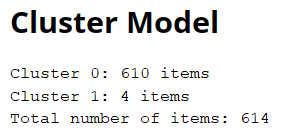 Cluster Model
Cluster 0: 610 items
Cluster 1: 4 items
Total number of items: 614